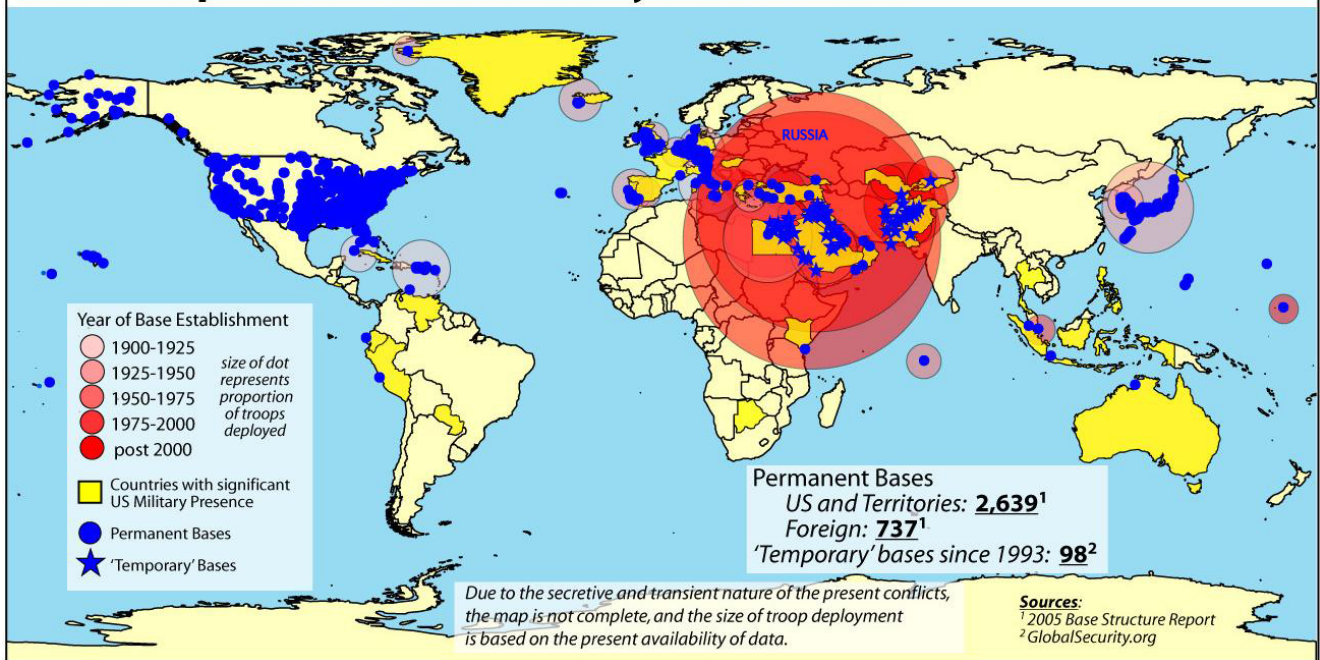 RUSSIA
Year of Base Establishment
1900-1925
1925-1950
1950-1975
1975-2000
post 2000
size of dot
represents
proportion
of troops
deployed
Countries with significant
US Military Presence
Permanent Bases
'Temporary' Bases
Permanent Bases
US and Territories: 2,639¹
Foreign: 737¹
'Temporary' bases since 1993: 98²
Due to the secretive and transient nature of the present conflicts,
the map is not complete, and the size of troop deployment
is based on the present availability of data.
Sources:
¹ 2005 Base Structure Report
² GlobalSecurity.org